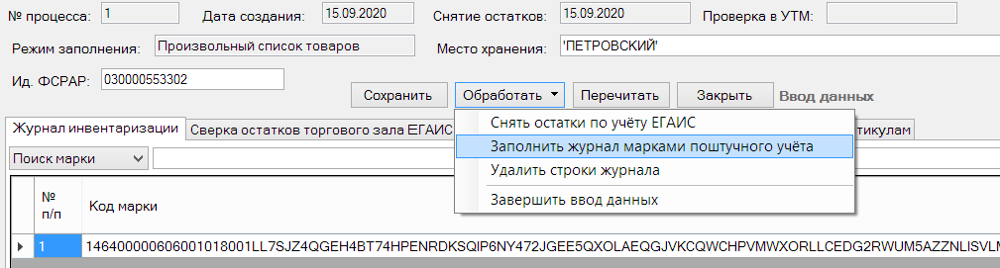 № процесса: 1 Дата создания: 15.09.2020 Снятие остатков: 15.09.2020 Проверка в УТМ:
Режим заполнения: Произвольный список товаров Место хранения: 'ПЕТРОВСКИЙ'
Ид. ФСРАР: 030000553302
Сохранить Обработать Перечитать Закрыть Ввод данных
Снять остатки по учёту ЕГАИС
Заполнить журнал марками поштучного учёта
Удалить строки журнала
Завершить ввод данных
Журнал инвентаризации Сверка остатков торгового зала ЕГАИС тикулам
Поиск марки
№ п/п Код марки
1 146400000606001018001LL7SJZ4QGEH4BT74HPENRDKSQIP6NY472JGEE5QXOLAEQGJVKCQWCHPVMWXORLLCEDG2RWUM5AZZNLISVLM